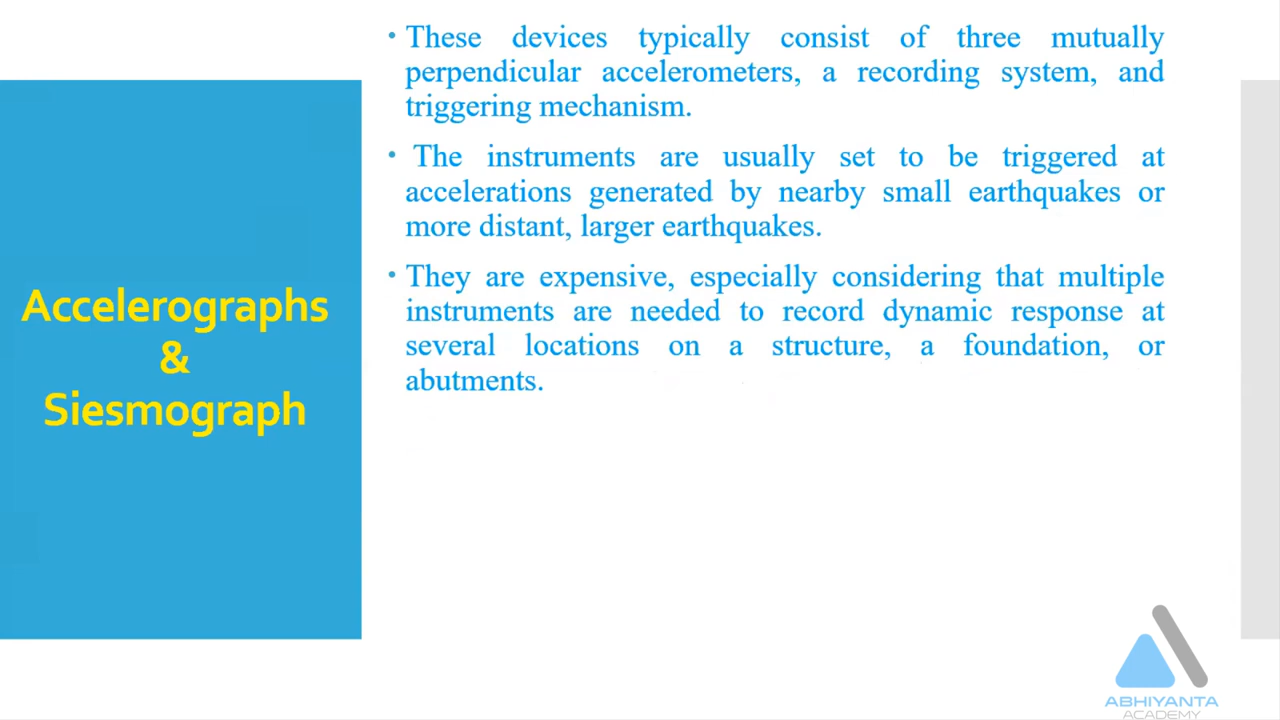 Accelerographs
&
Siesmograph
• These devices typically consist of three mutually
perpendicular accelerometers, a recording system, and
triggering mechanism.
• The instruments are usually set to be triggered at
accelerations generated by nearby small earthquakes or
more distant, larger earthquakes.
• They are expensive, especially considering that multiple
instruments are needed to record dynamic response at
several locations on a structure, a foundation, or
abutments.
ABHIYANTA
ACADEMY